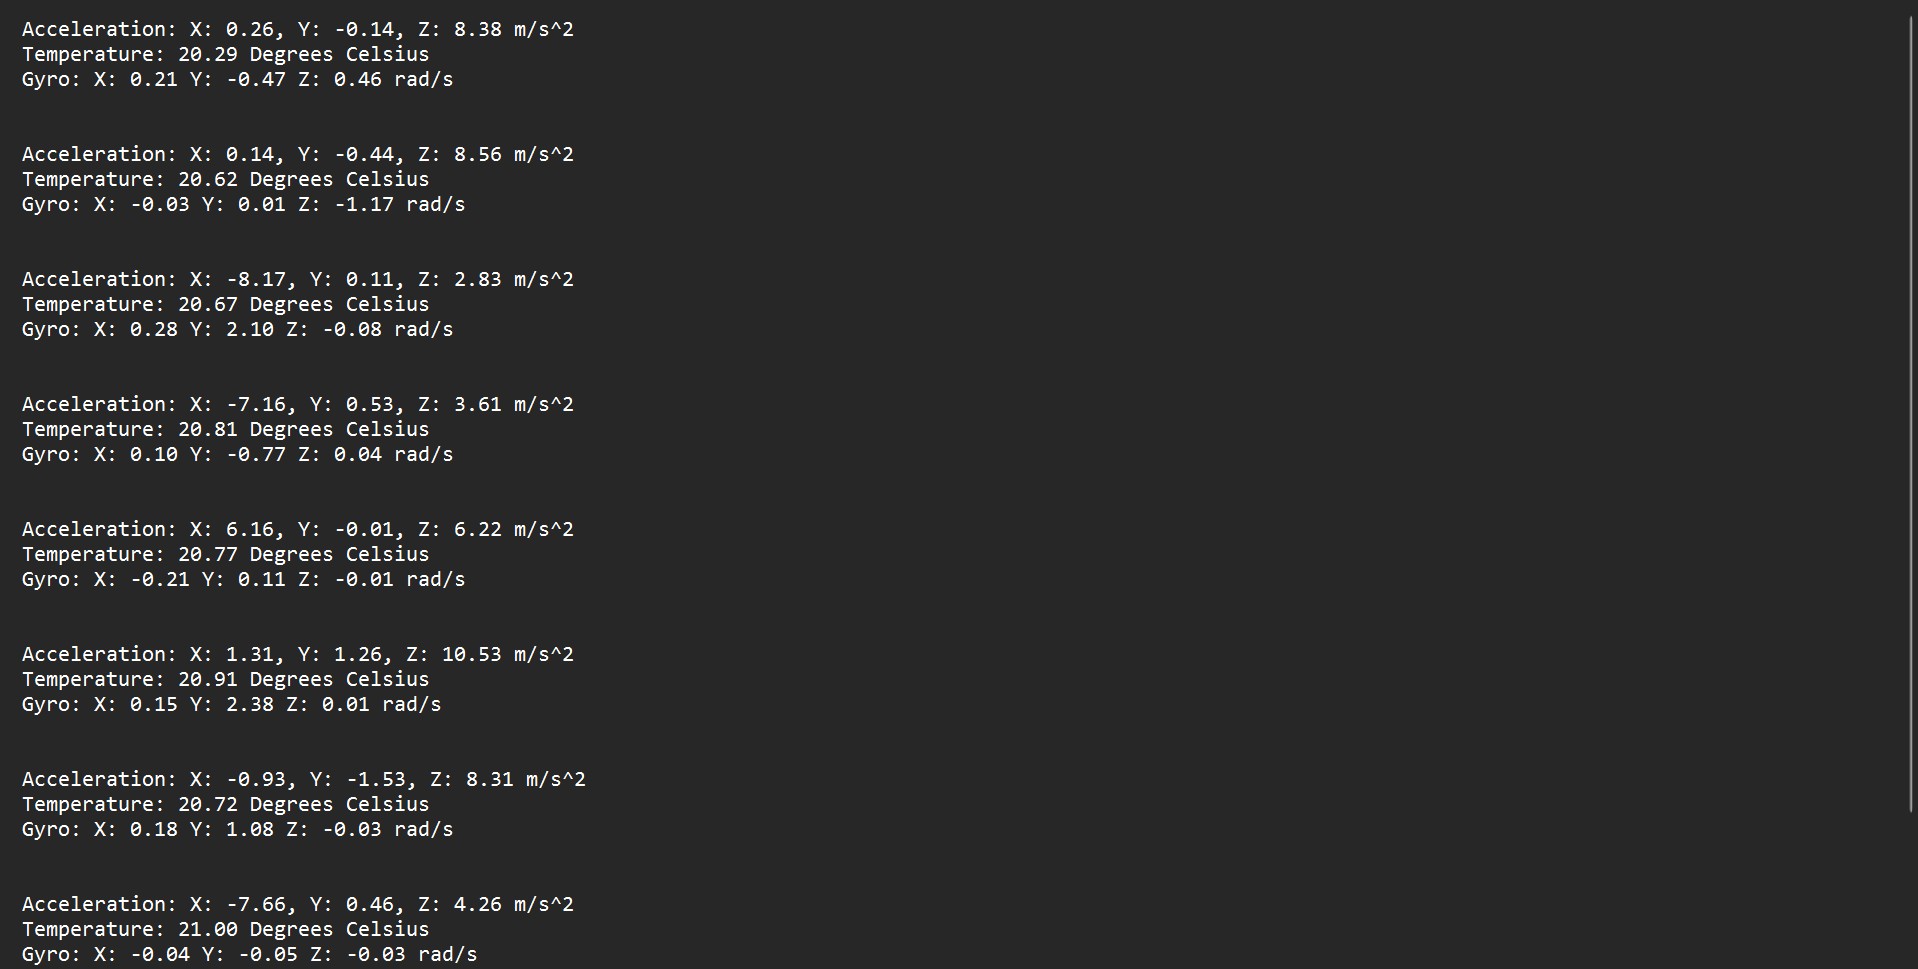 Acceleration: X: 0.26, Y: -0.14, Z: 8.38 m/s^2
Temperature: 20.29 Degrees Celsius
Gyro: X: 0.21 Y: -0.47 Z: 0.46 rad/s
Acceleration: X: 0.14, Y: -0.44, Z: 8.56 m/s^2
Temperature: 20.62 Degrees Celsius
Gyro: X: -0.03 Y: 0.01 Z: -1.17 rad/s
Acceleration: X: -8.17, Y: 0.11, Z: 2.83 m/s^2
Temperature: 20.67 Degrees Celsius
Gyro: X: 0.28 Y: 2.10 Z: -0.08 rad/s
Acceleration: X: -7.16, Y: 0.53, Z: 3.61 m/s^2
Temperature: 20.81 Degrees Celsius
Gyro: X: 0.10 Y: -0.77 Z: 0.04 rad/s
Acceleration: X: 6.16, Y: -0.01, Z: 6.22 m/s^2
Temperature: 20.77 Degrees Celsius
Gyro: X: -0.21 Y: 0.11 Z: -0.01 rad/s
Acceleration: X: 1.31, Y: 1.26, Z: 10.53 m/s^2
Temperature: 20.91 Degrees Celsius
Gyro: X: 0.15 Y: 2.38 Z: 0.01 rad/s
Acceleration: X: -0.93, Y: -1.53, Z: 8.31 m/s^2
Temperature: 20.72 Degrees Celsius
Gyro: X: 0.18 Y: 1.08 Z: -0.03 rad/s
Acceleration: X: -7.66, Y: 0.46, Z: 4.26 m/s^2
Temperature: 21.00 Degrees Celsius
Gyro: X: -0.04 Y: -0.05 Z: -0.03 rad/s